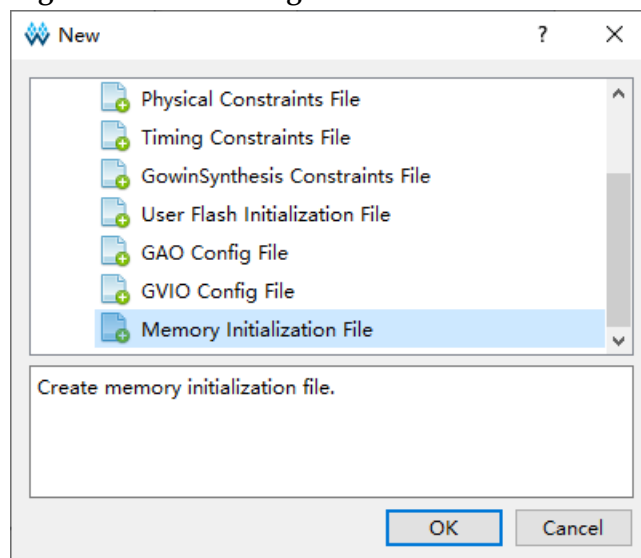 New
?
Physical Constraints File
Timing Constraints File
GowinSynthesis Constraints File
User Flash Initialization File
GAO Config File
GVIO Config File
Memory Initialization File
Create memory initialization file.
OK
Cancel